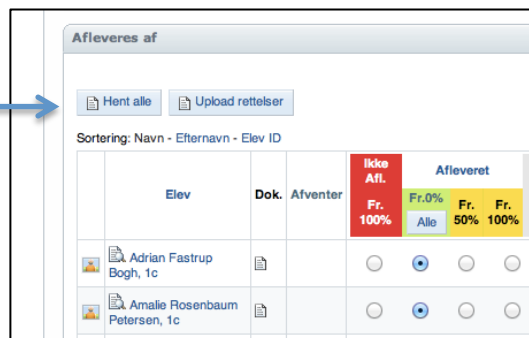 Afleveres af
Hent alle Upload rettelser
Sortering: Navn - Efternavn - Elev ID
Elev Dok. Afventer Ikke Afl. Afleveret
Fr. 100% Fr.0% Alle Fr. 50% Fr. 100%
Adrian Fastrup
Bogh, 1c
Amalie Rosenbaum
Petersen, 1c